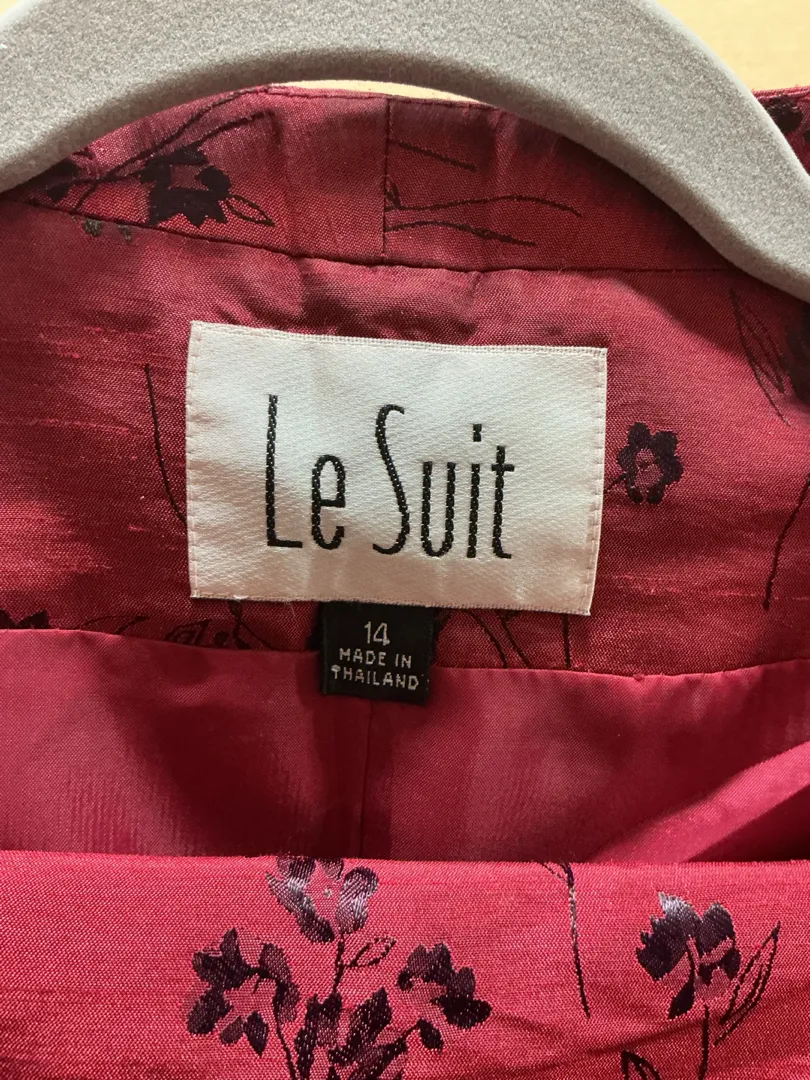 Le Suit
14
MADE IN
THAILAND